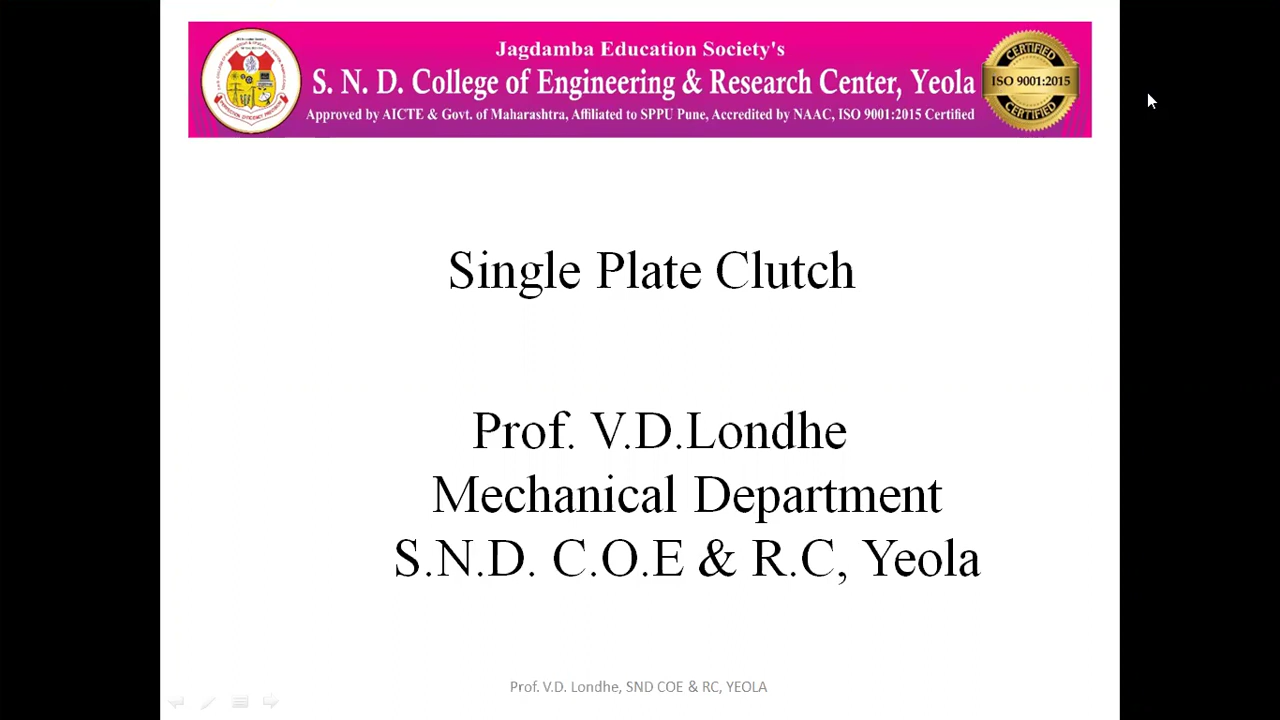 Jagdamba Education Society's
S. N. D. College of Engineering & Research Center, Yeola
Approved by AICTE & Govt. of Maharashtra, Affiliated to SPPU Pune, Accredited by NAAC, ISO 9001:2015 Certified
CERTIFIED
ISO 9001:2015
CERTIFIED
Single Plate Clutch
Prof. V.D.Londhe
Mechanical Department
S.N.D. C.O.E & R.C, Yeola
Prof. V.D. Londhe, SND COE & RC, YEOLA